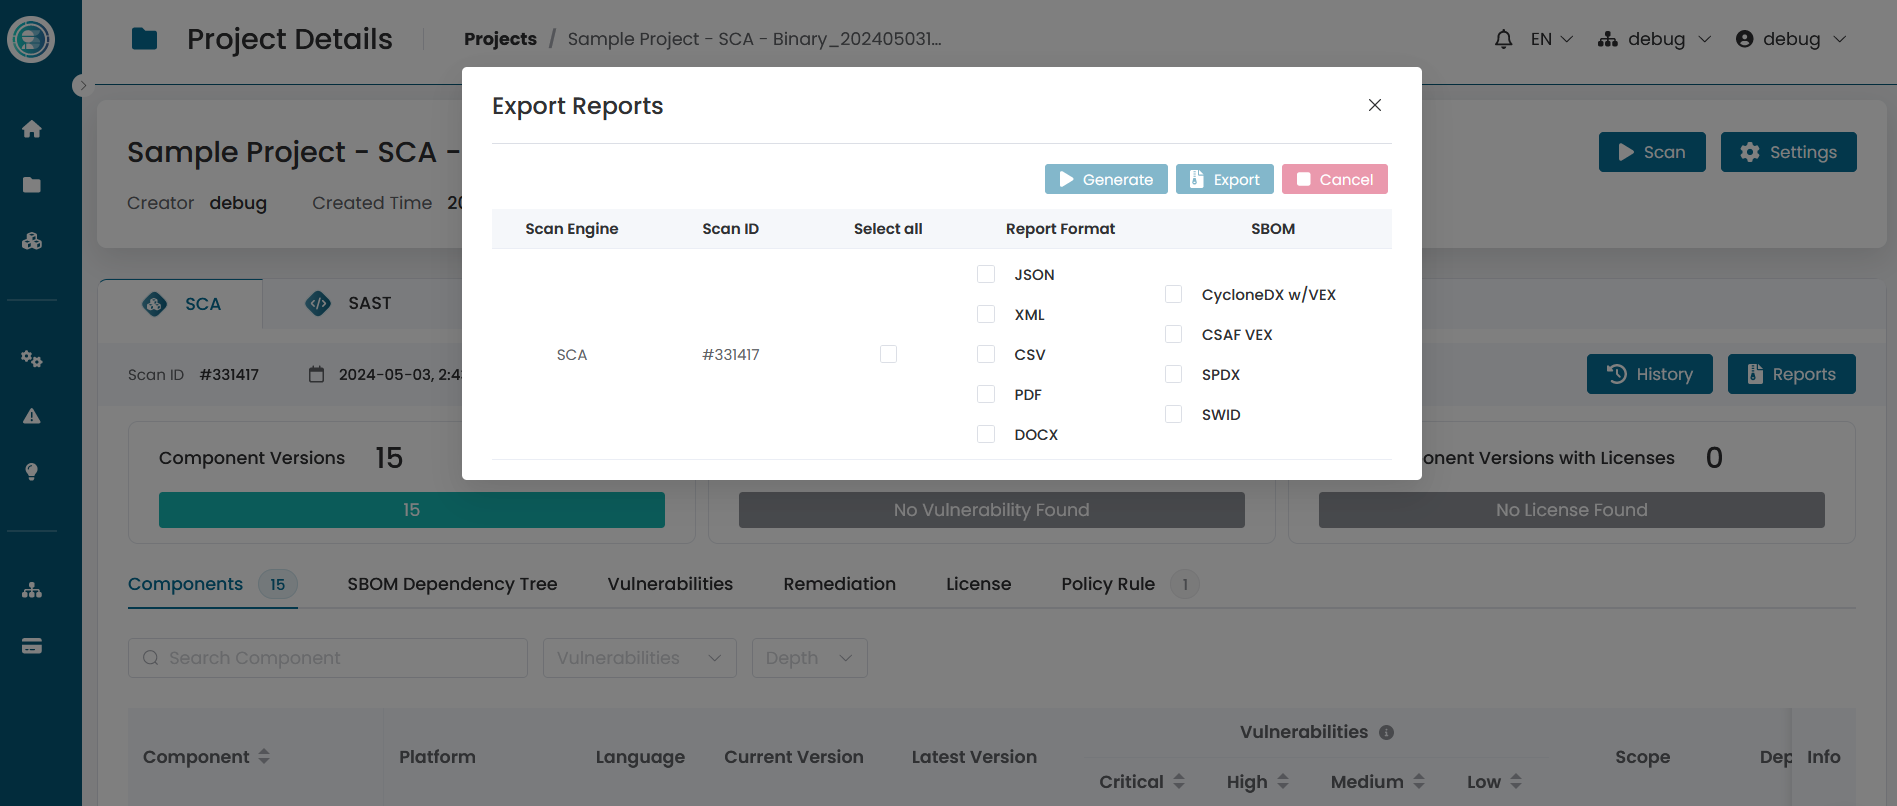 Project Details
Projects / Sample Project - SCA - Binary_202405031...
EN
debug
debug
Export Reports
Sample Project - SCA -
Scan
Settings
Creator debug
Created Time 20
Generate
Export
Cancel
Scan Engine
Scan ID
Select all
Report Format
SBOM
SCA
#331417
JSON
XML
CSV
PDF
DOCX
CycloneDX w/VEX
CSAF VEX
SPDX
SWID
SCA
SAST
Scan ID #331417
2024-05-03, 2:4
History
Reports
Component Versions 15
15
No Vulnerability Found
onent Versions with Licenses 0
No License Found
Components 15
SBOM Dependency Tree
Vulnerabilities
Remediation
License
Policy Rule 1
Search Component
Vulnerabilities
Depth
Component
Platform
Language
Current Version
Latest Version
Vulnerabilities
Critical
High
Medium
Low
Scope
Dep
Info